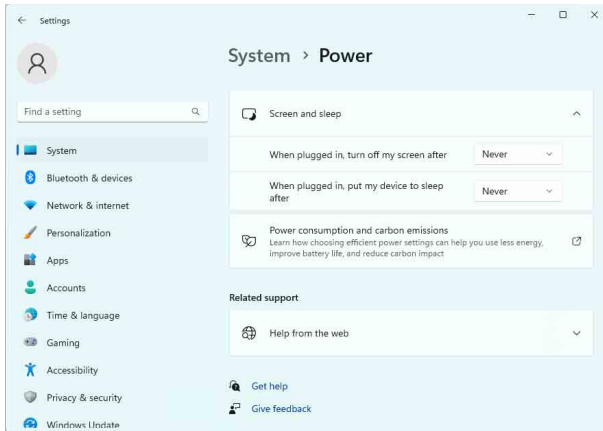 Settings
System > Power
Find a setting
Screen and sleep
System
When plugged in, turn off my screen after Never
Bluetooth & devices
When plugged in, put my device to sleep
after
Never
Network & internet
Personalization
Power consumption and carbon emissions
Learn how choosing efficient power settings can help you use less energy,
improve battery life, and reduce carbon impact
Apps
Accounts
Related support
Time & language
Help from the web
Gaming
Accessibility
Get help
Privacy & security
Give feedback
Windows Update